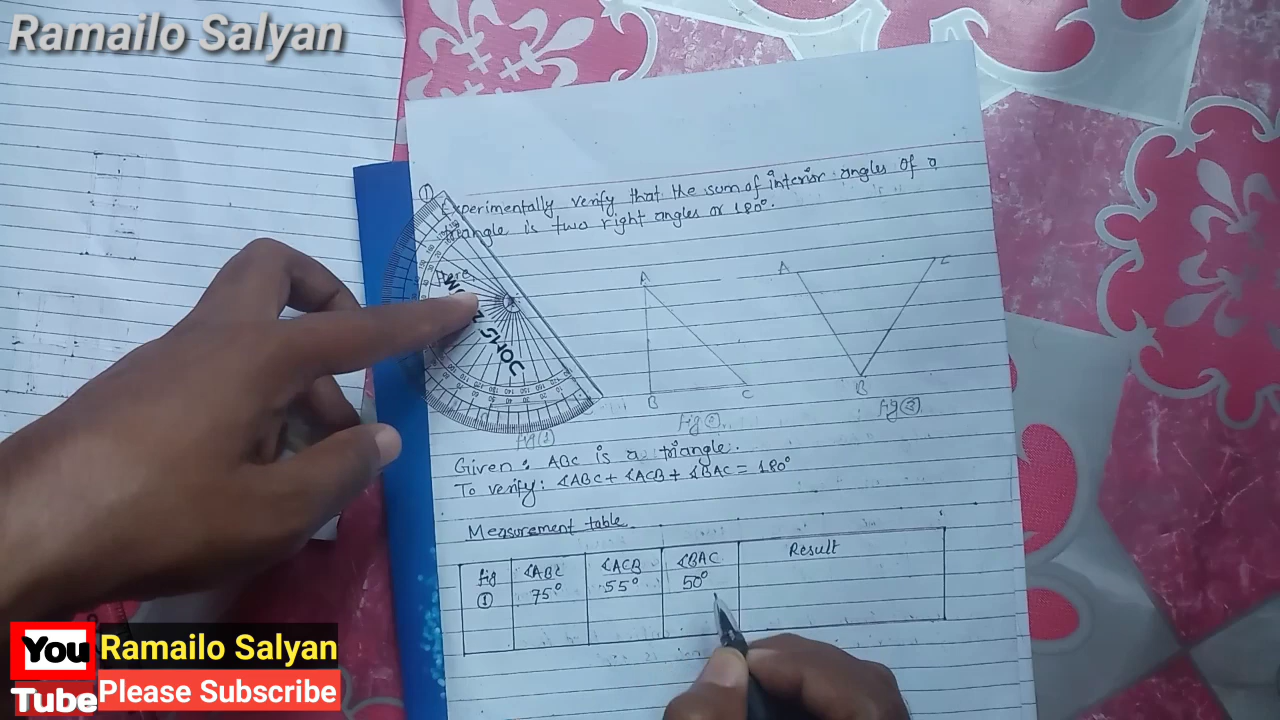 Ramailo Salyan
① Experimentally verify that the sum of interior angles of a
triangle is two right angles or 180°.
Here,
A
A C
B C
B
fig (1) fig ② fig ③
Given: ABC is a triangle.
To verify: ∢ABC + ∢ACB + ∢BAC = 180°
Measurement table
fig ∢ABC ∢ACB ∢BAC Result
① 75° 55° 50°
You Tube
Ramailo Salyan
Please Subscribe